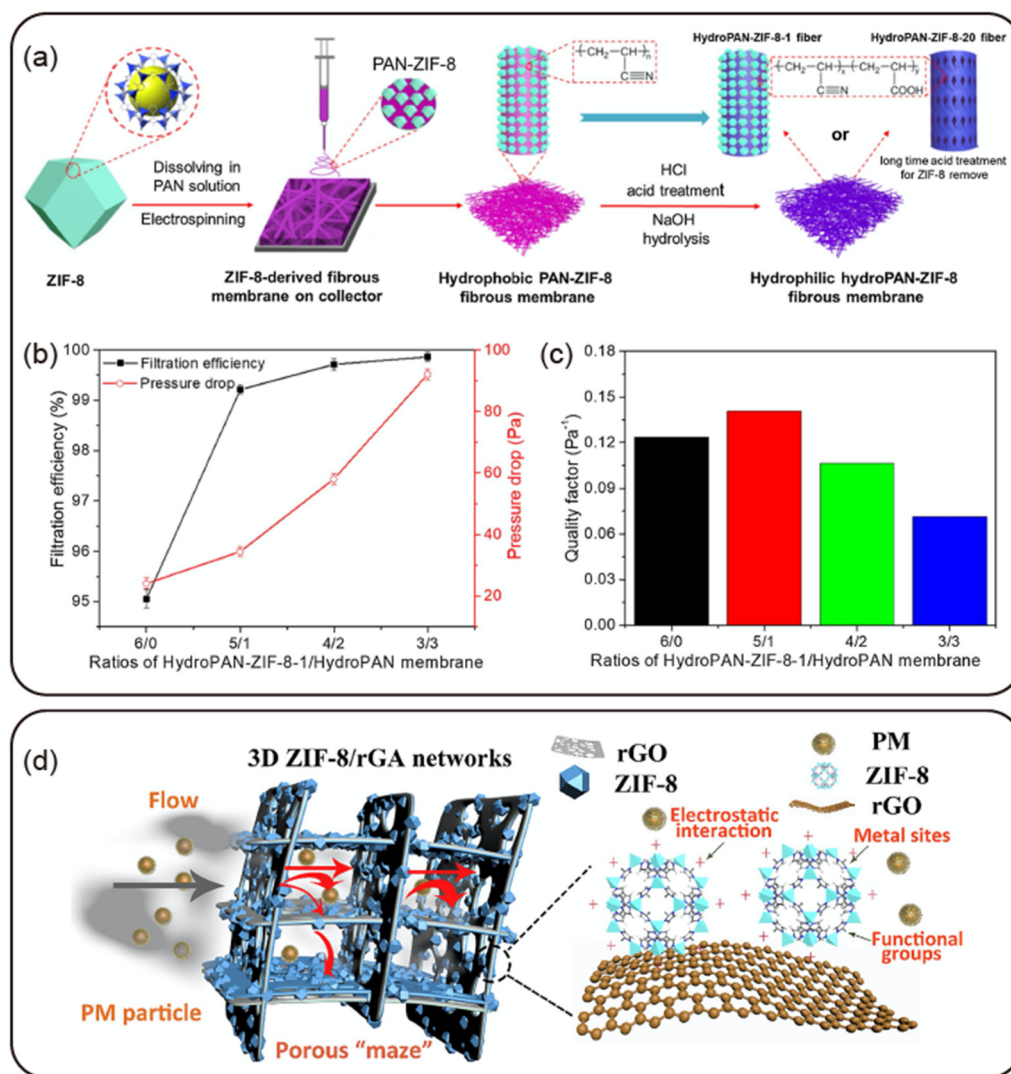 (a)
ZIF-8
Dissolving in
PAN solution
Electrospinning
PAN-ZIF-8
ZIF-8-derived fibrous
membrane on collector
CH₂
CH
n
C≡N
Hydrophobic PAN-ZIF-8
fibrous membrane
HCl
acid treatment
NaOH
hydrolysis
HydroPAN-ZIF-8-1 fiber
HydroPAN-ZIF-8-20 fiber
CH₂
CH
x
CH₂
CH
y
C≡N
COOH
or
long time acid treatment
for ZIF-8 remove
Hydrophilic hydroPAN-ZIF-8
fibrous membrane
(b)
Filtration efficiency
Pressure drop
Filtration efficiency (%)
100
99
98
97
96
95
Pressure drop (Pa)
100
80
60
40
20
6/0 5/1 4/2 3/3
Ratios of HydroPAN-ZIF-8-1/HydroPAN membrane
(c)
Quality factor (Pa⁻¹)
0.18
0.15
0.12
0.09
0.06
0.03
0.00
6/0 5/1 4/2 3/3
Ratios of HydroPAN-ZIF-8-1/HydroPAN membrane
(d)
3D ZIF-8/rGA networks
Flow
PM particle
Porous "maze"
rGO
ZIF-8
PM
ZIF-8
rGO
Electrostatic
interaction
Metal sites
Functional
groups